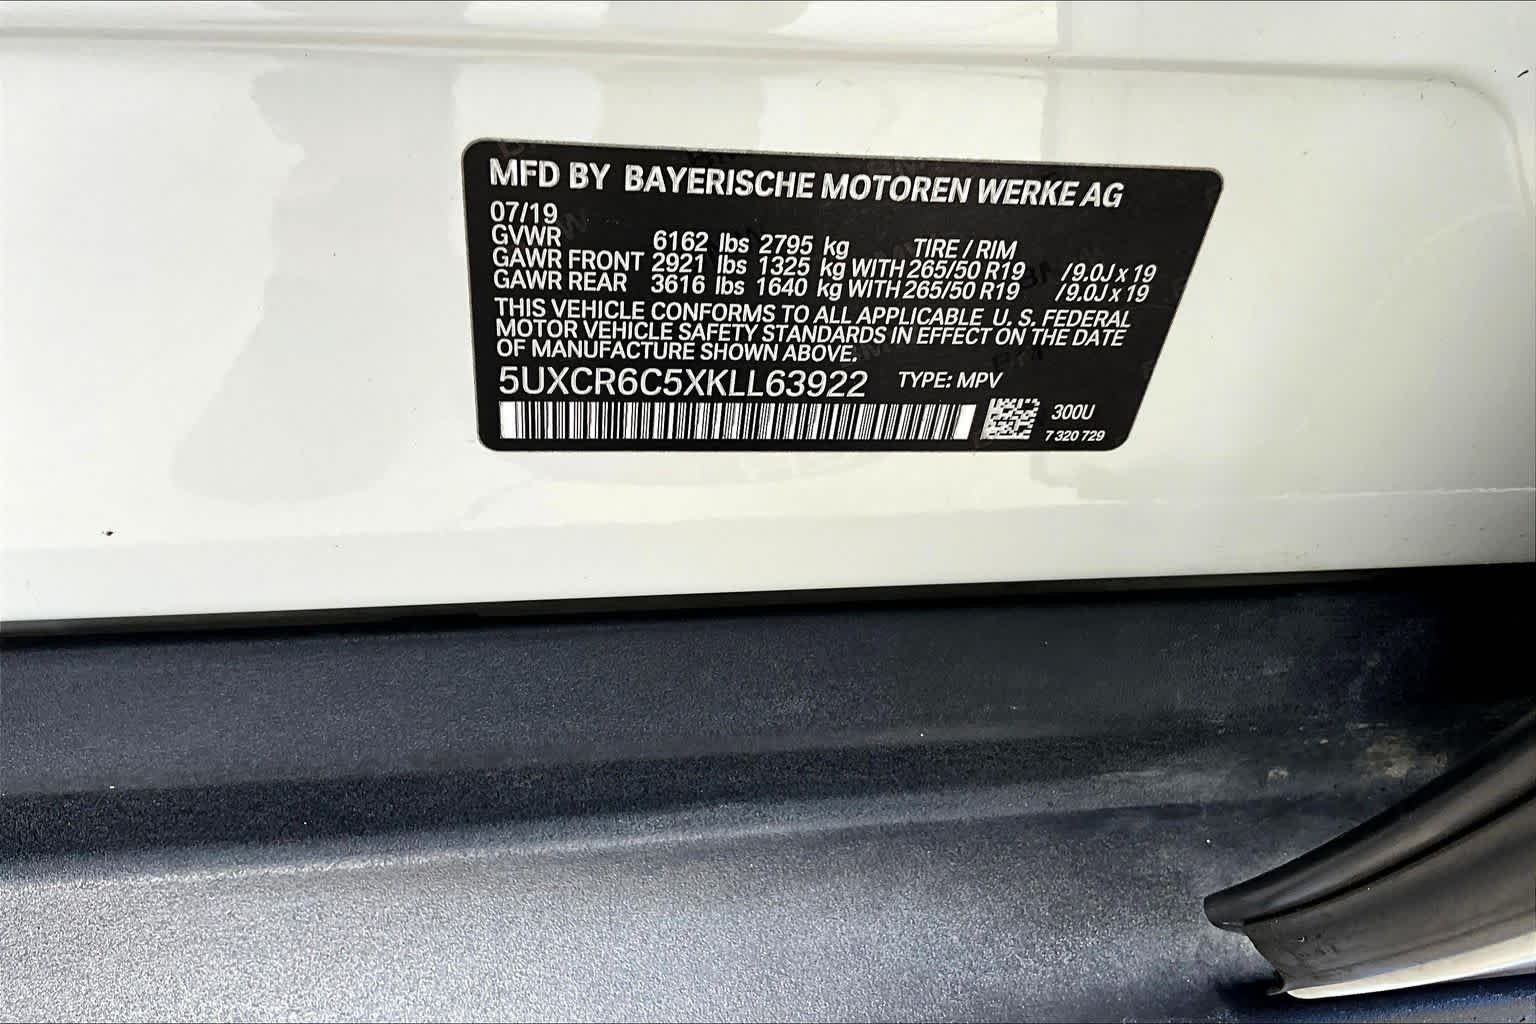 MFD BY BAYERISCHE MOTOREN WERKE AG
07/19
GVWR 6162 lbs 2795 kg TIRE / RIM
GAWR FRONT 2921 lbs 1325 kg WITH 265/50 R19 /9.0J x 19
GAWR REAR 3616 lbs 1640 kg WITH 265/50 R19 /9.0J x 19
THIS VEHICLE CONFORMS TO ALL APPLICABLE U. S. FEDERAL
MOTOR VEHICLE SAFETY STANDARDS IN EFFECT ON THE DATE
OF MANUFACTURE SHOWN ABOVE.
5UXCR6C5XKLL63922 TYPE: MPV
300U
7 320 729